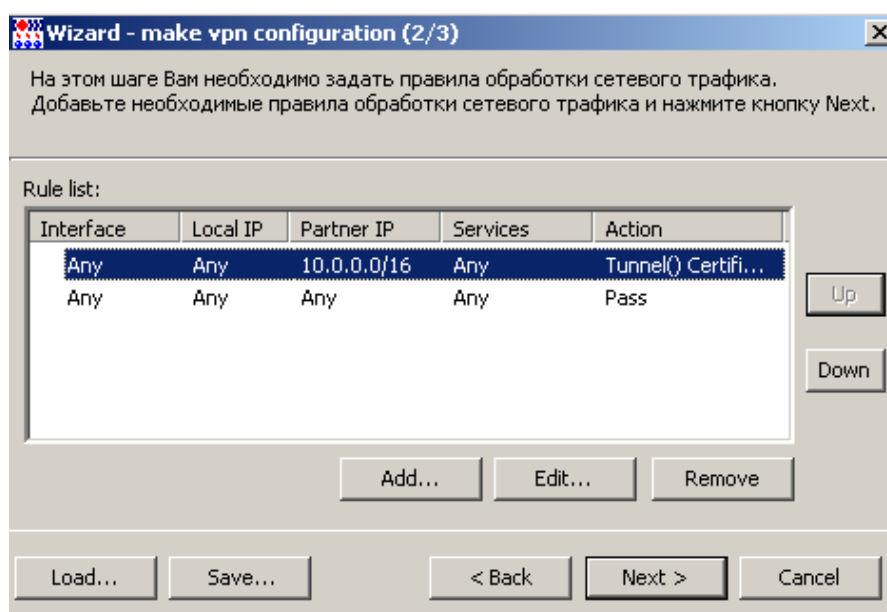 Wizard - make vpn configuration (2/3)
На этом шаге Вам необходимо задать правила обработки сетевого трафика.
Добавьте необходимые правила обработки сетевого трафика и нажмите кнопку Next.
Rule list:
Interface Local IP Partner IP Services Action
Any Any 10.0.0.0/16 Any Tunnel() Certifi...
Any Any Any Any Pass
Up
Down
Add... Edit... Remove
Load... Save... < Back Next > Cancel